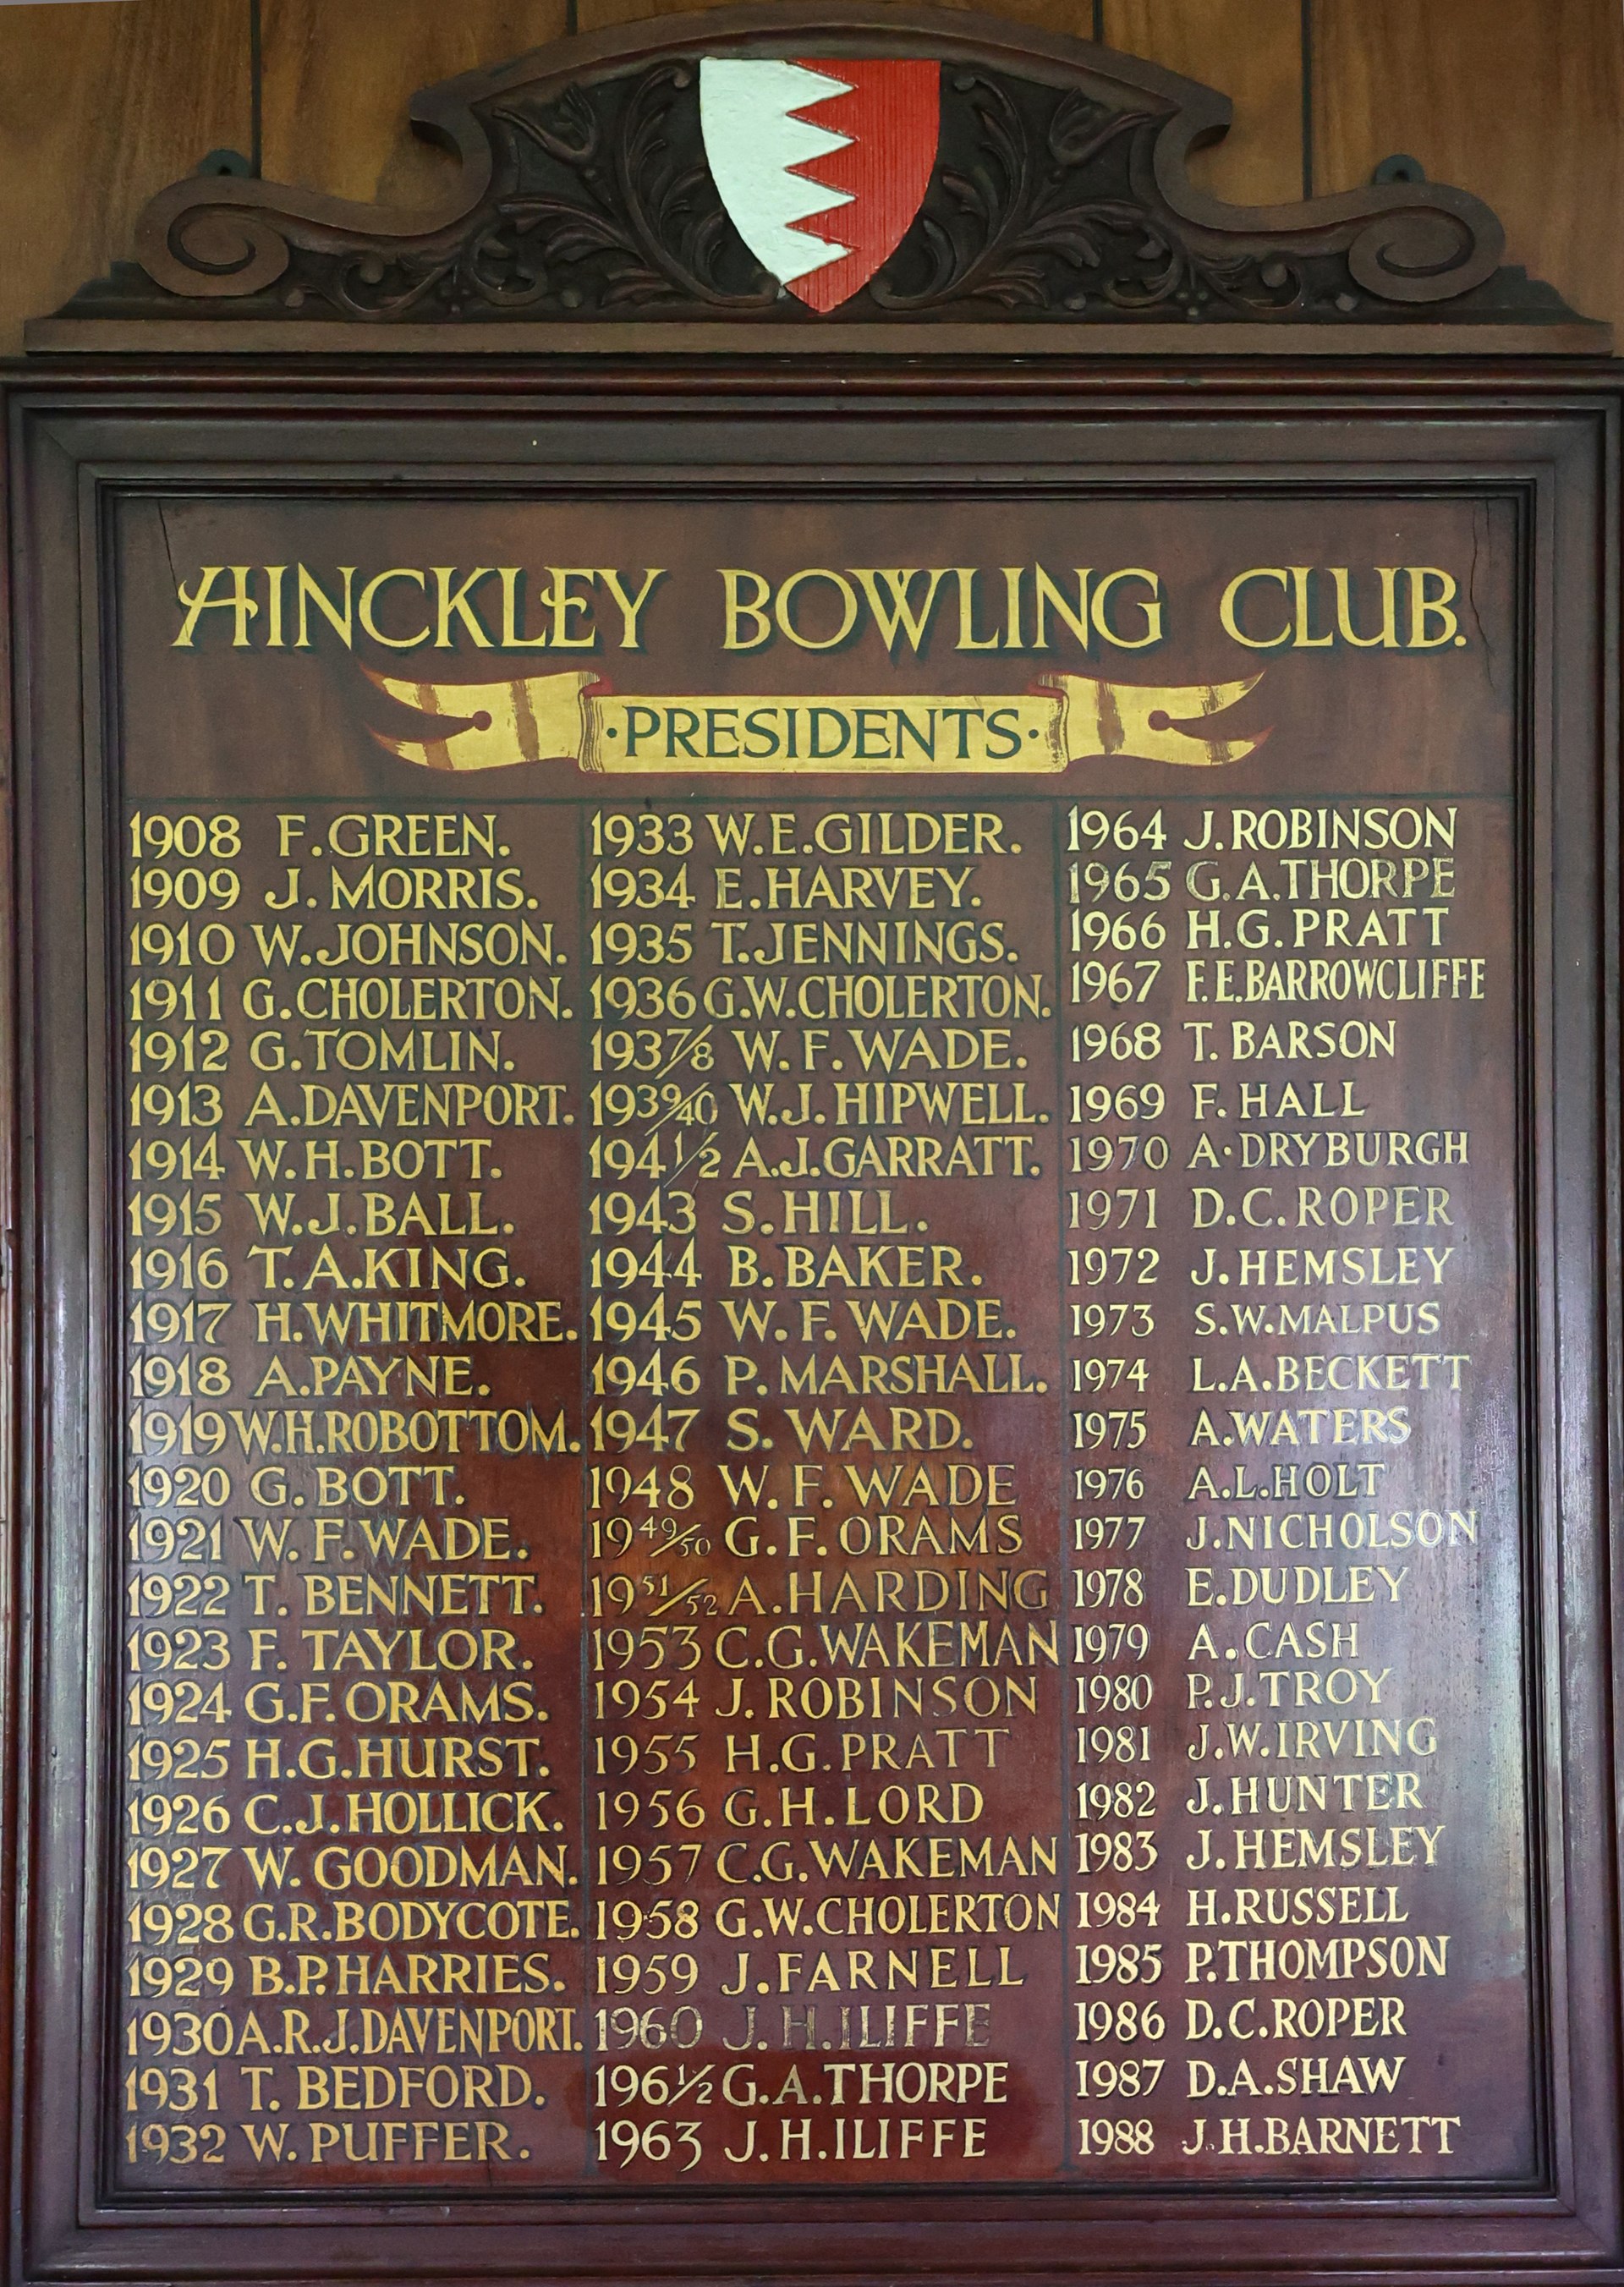 HINCKLEY BOWLING CLUB.
·PRESIDENTS·
1908 F.GREEN.
1909 J.MORRIS.
1910 W.JOHNSON.
1911 G.CHOLERTON.
1912 G.TOMLIN.
1913 A.DAVENPORT.
1914 W.H.BOTT.
1915 W.J.BALL.
1916 T.A.KING.
1917 H.WHITMORE.
1918 A.PAYNE.
1919 W.H.ROBOTTOM.
1920 G.BOTT.
1921 W.F.WADE.
1922 T. BENNETT.
1923 F. TAYLOR.
1924 G.F.ORAMS.
1925 H.G.HURST.
1926 C.J.HOLLICK.
1927 W. GOODMAN.
1928 G.R.BODYCOTE.
1929 B.P.HARRIES.
1930 A.R.J.DAVENPORT.
1931 T. BEDFORD.
1932 W. PUFFER.
1933 W.E.GILDER.
1934 E.HARVEY.
1935 T.JENNINGS.
1936 G.W.CHOLERTON.
1937/8 W.F.WADE.
1939/40 W.J.HIPWELL.
1941/2 A.J.GARRATT.
1943 S.HILL.
1944 B.BAKER.
1945 W.F.WADE.
1946 P.MARSHALL.
1947 S. WARD.
1948 W.F.WADE
1949/50 G.F.ORAMS
1951/52 A.HARDING
1953 C.G.WAKEMAN
1954 J.ROBINSON
1955 H.G.PRATT
1956 G.H.LORD
1957 C.G.WAKEMAN
1958 G.W.CHOLERTON
1959 J.FARNELL
1960 J.H.ILIFFE
1961/2 G.A.THORPE
1963 J.H.ILIFFE
1964 J.ROBINSON
1965 G.A.THORPE
1966 H.G.PRATT
1967 F.E.BARROWCLIFFE
1968 T. BARSON
1969 F. HALL
1970 A·DRYBURGH
1971 D.C.ROPER
1972 J.HEMSLEY
1973 S.W.MALPUS
1974 L.A.BECKETT
1975 A.WATERS
1976 A.L.HOLT
1977 J.NICHOLSON
1978 E.DUDLEY
1979 A.CASH
1980 P.J.TROY
1981 J.W.IRVING
1982 J.HUNTER
1983 J.HEMSLEY
1984 H.RUSSELL
1985 P.THOMPSON
1986 D.C.ROPER
1987 D.A.SHAW
1988 J.H.BARNETT